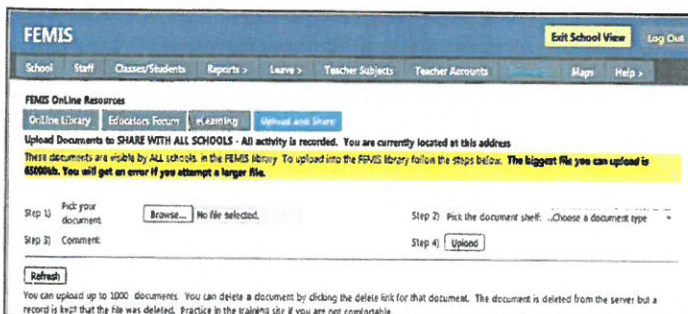 FEMIS
Exit School View Log Out
School Staff Classes/Students Reports > Leave > Teacher Subjects Teacher Accounts Maps Help >
FEMIS OnLine Resources
OnLine Library Educators Forum eLearning Upload and Share
Upload Documents to SHARE WITH ALL SCHOOLS - All activity is recorded. You are currently located at this address
These documents are visible by ALL schools in the FEMIS library. To upload into the FEMIS library follow the steps below. The biggest file you can upload is
65000kb. You will get an error if you attempt a larger file.
Step 1) Pick your document Browse... No file selected. Step 2) Pick the document shelf: ..Choose a document type
Step 3) Comment: Step 4) Upload
Refresh
You can upload up to 1000 documents. You can delete a document by clicking the delete link for that document. The document is deleted from the server but a
record is kept that the file was deleted. Practice in the training site if you are not comfortable.